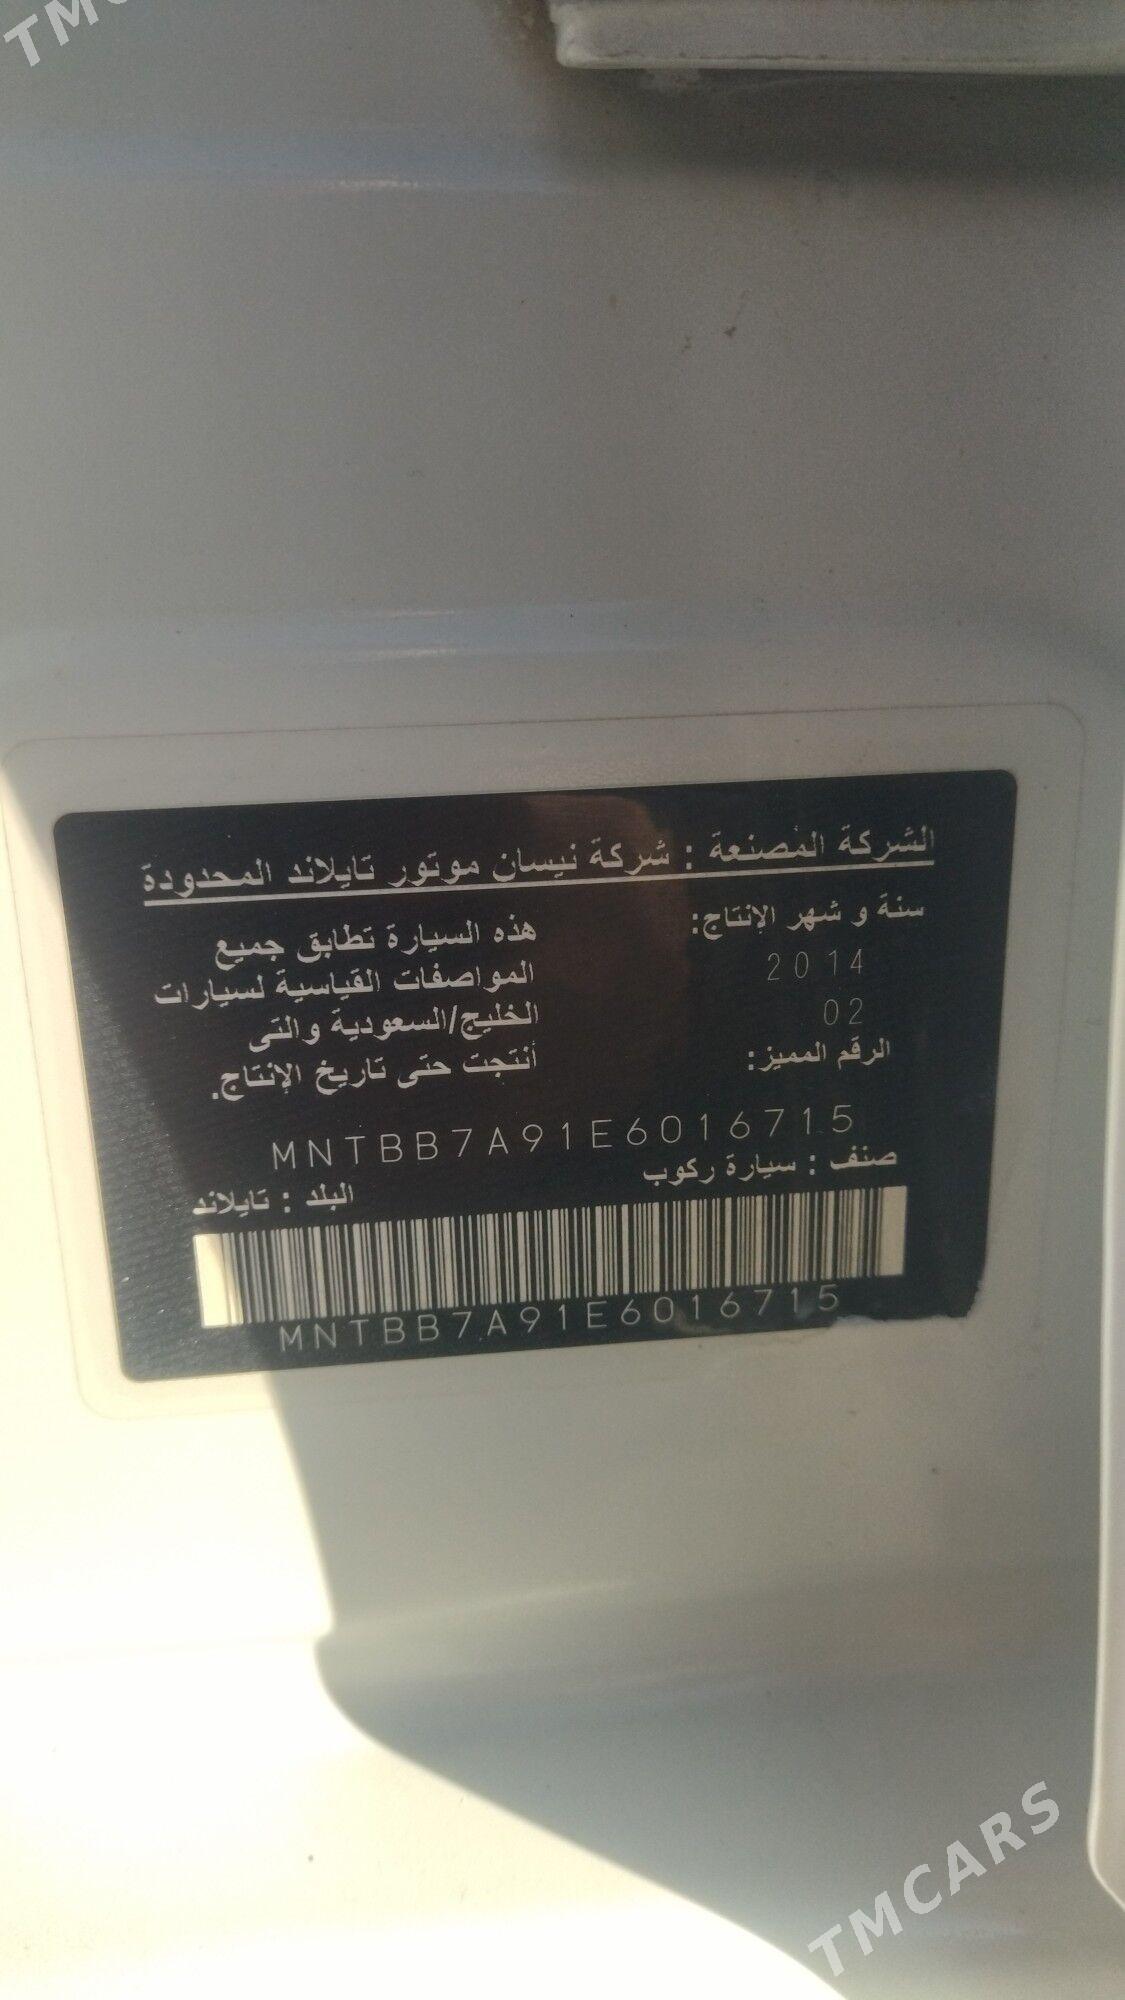 TMC
الشركة المصنعة : شركة نيسان موتور تايلاند المحدودة
سنة و شهر الإنتاج:
2014
02
الرقم المميز:
هذه السيارة تطابق جميع
المواصفات القياسية لسيارات
الخليج/السعودية والتى
أنتجت حتى تاريخ الإنتاج.
MNTBB7A91E6016715
صنف : سيارة ركوب
البلد : تايلاند
MNTBB7A91E6016715
TMCARS